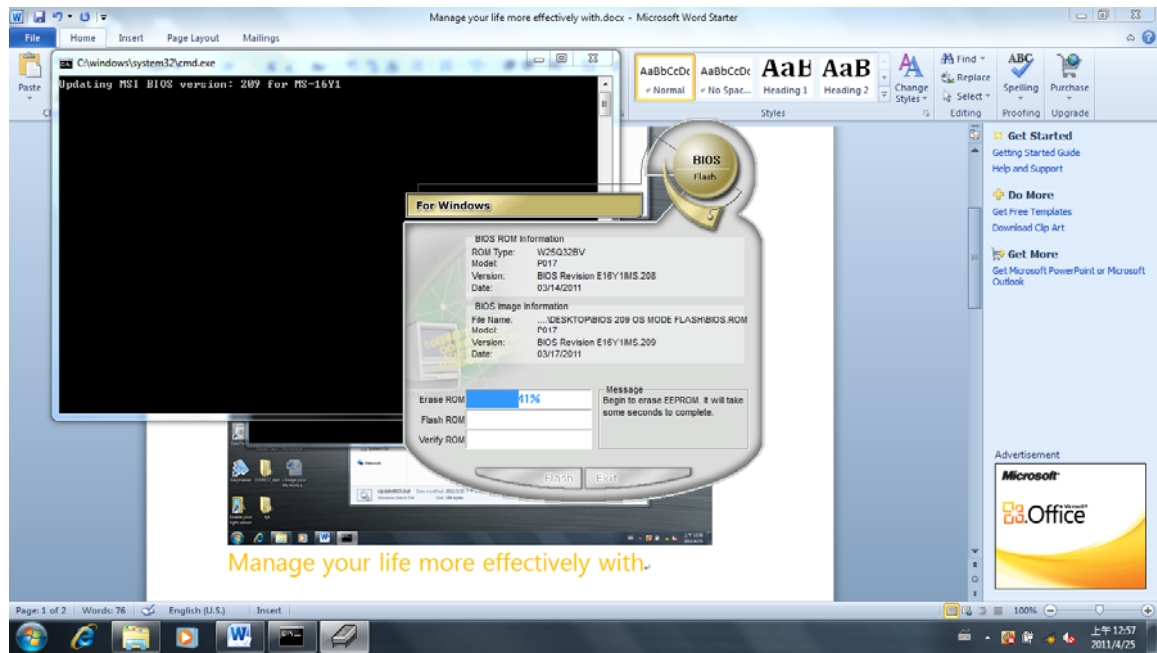 Manage your life more effectively with.docx - Microsoft Word Starter
File Home Insert Page Layout Mailings
C:\windows\system32\cmd.exe
Updating MSI BIOS version: 209 for MS-16Y1
Paste
AaBbCcDc AaBbCcDc AaB AaB
Normal No Spac... Heading 1 Heading 2
Change Styles
Styles
Find
Replace
Select
Editing
ABC
Spelling
Proofing
Purchase
Upgrade
BIOS
Flash
For Windows
BIOS ROM Information
ROM Type: W25Q32BV
Model: P017
Version: BIOS Revision E16Y1IMS.208
Date: 03/14/2011
BIOS Image Information
File Name: ....\DESKTOP\BIOS 209 OS MODE FLASH\BIOS.ROM
Model: P017
Version: BIOS Revision E16Y1IMS.209
Date: 03/17/2011
Erase ROM 41%
Flash ROM
Verify ROM
Message
Begin to erase EEPROM. It will take
some seconds to complete.
Flash Exit
Get Started
Getting Started Guide
Help and Support
Do More
Get Free Templates
Download Clip Art
Get More
Get Microsoft PowerPoint or Microsoft
Outlook
Advertisement
Microsoft
Office
Manage your life more effectively with
Page: 1 of 2 Words: 76 English (U.S.) Insert 100%
上午 12:57
2011/4/25